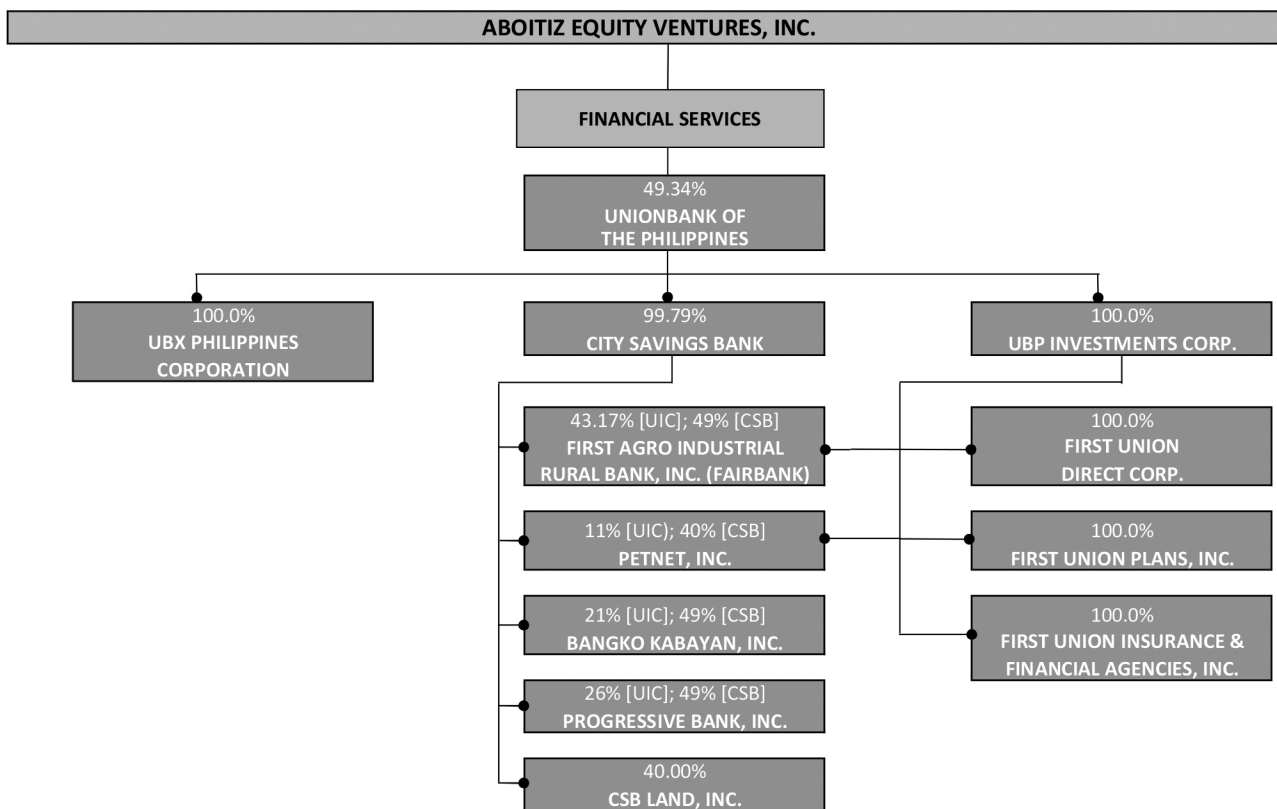 ABOITIZ EQUITY VENTURES, INC.
FINANCIAL SERVICES
49.34%
UNIONBANK OF
THE PHILIPPINES
100.0%
UBX PHILIPPINES
CORPORATION
99.79%
CITY SAVINGS BANK
100.0%
UBP INVESTMENTS CORP.
43.17% [UIC]; 49% [CSB]
FIRST AGRO INDUSTRIAL
RURAL BANK, INC. (FAIRBANK)
100.0%
FIRST UNION
DIRECT CORP.
11% [UIC); 40% [CSB]
PETNET, INC.
100.0%
FIRST UNION PLANS, INC.
21% [UIC]; 49% [CSB]
BANGKO KABAYAN, INC.
100.0%
FIRST UNION INSURANCE &
FINANCIAL AGENCIES, INC.
26% [UIC]; 49% [CSB]
PROGRESSIVE BANK, INC.
40.00%
CSB LAND, INC.